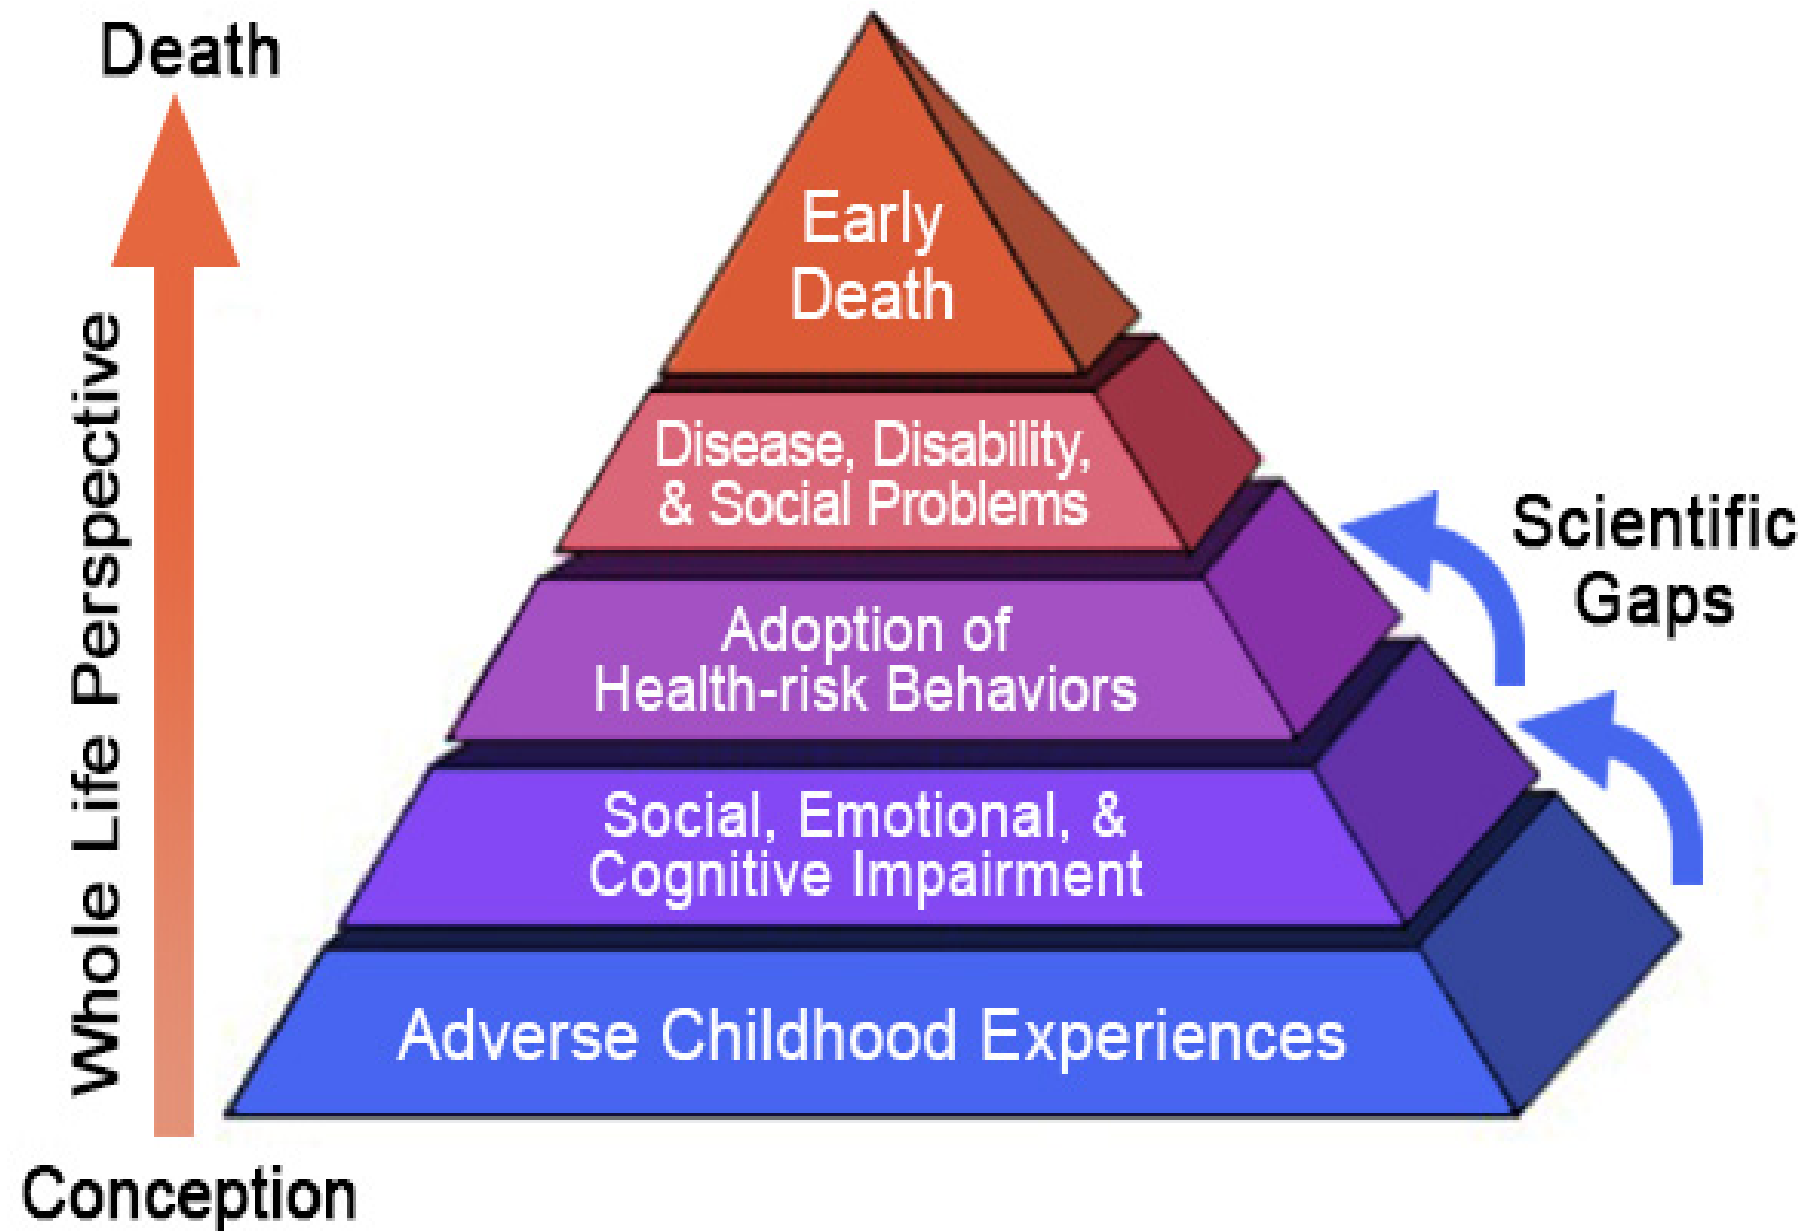 Death
Whole Life Perspective
Conception
Early
Death
Disease, Disability,
& Social Problems
Adoption of
Health-risk Behaviors
Social, Emotional, &
Cognitive Impairment
Adverse Childhood Experiences
Scientific
Gaps